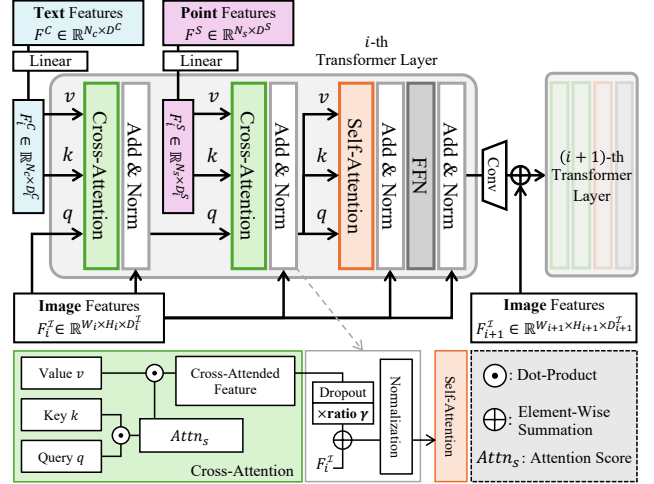 Text Features
F^C ∈ ℝ^{N_c×D^C}
Point Features
F^S ∈ ℝ^{N_s×D^S}
i-th
Transformer Layer
Linear
Linear
F_i^C ∈ ℝ^{N_c×D_i^C}
v
k
q
Cross-Attention
Add & Norm
F_i^S ∈ ℝ^{N_s×D_i^S}
v
k
q
Cross-Attention
Add & Norm
v
k
q
Self-Attention
Add & Norm
FFN
Add & Norm
Conv
(i + 1)-th
Transformer
Layer
Image Features
F_i^ℐ ∈ ℝ^{W_i×H_i×D_i^ℐ}
Image Features
F_{i+1}^ℐ ∈ ℝ^{W_{i+1}×H_{i+1}×D_{i+1}^ℐ}
Value v
Key k
Query q
Cross-Attended
Feature
Attn_s
Cross-Attention
Dropout
×ratio γ
F_i^ℐ
Normalization
Self-Attention
: Dot-Product
: Element-Wise
Summation
Attn_s: Attention Score